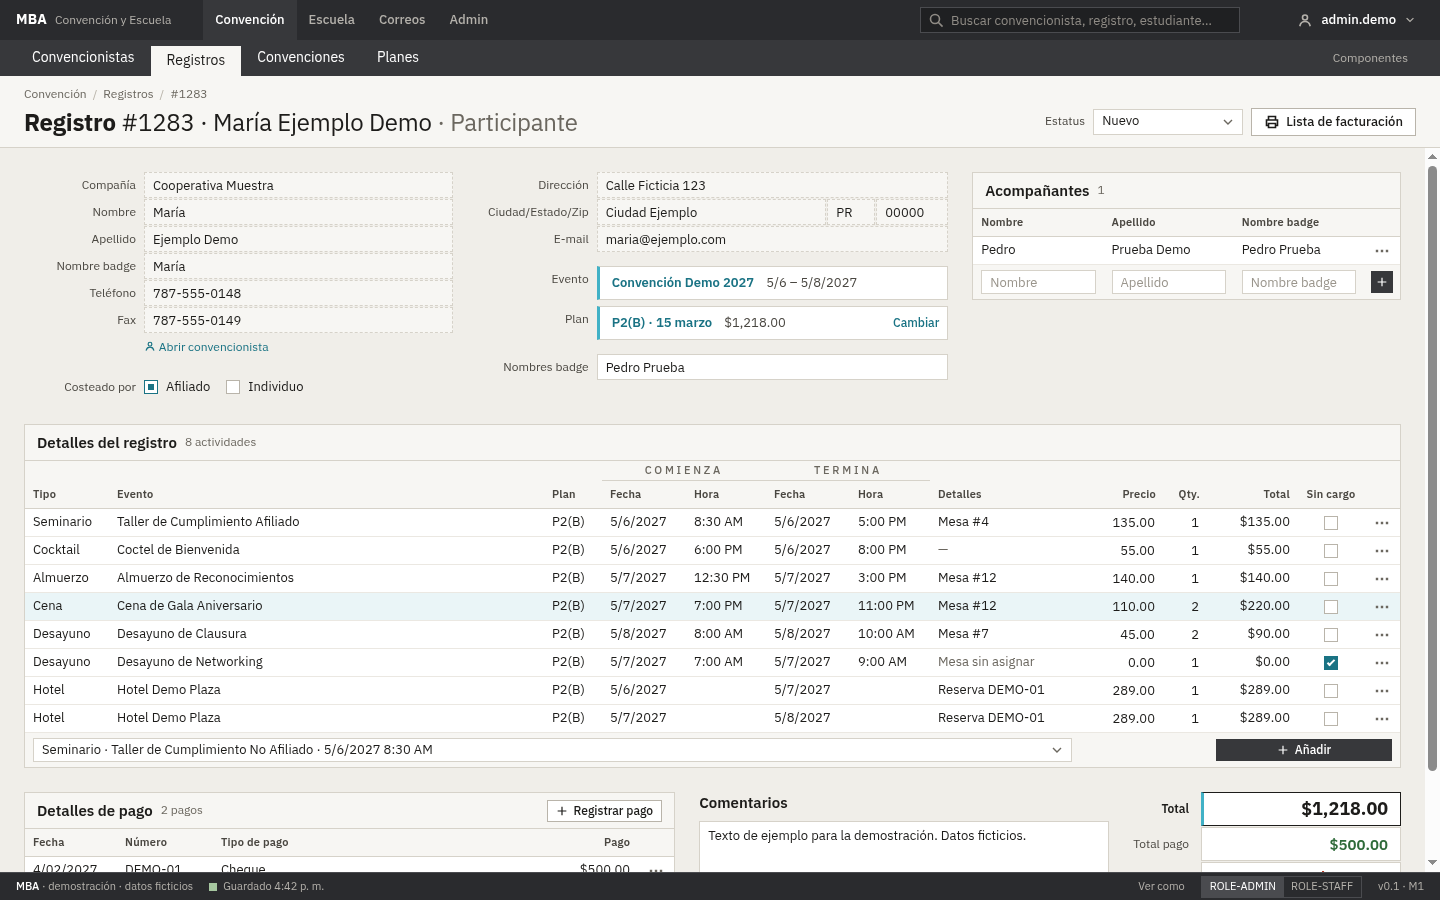 MBA Convención y Escuela Convención Escuela Correos Admin Buscar convencionista, registro, estudiante... admin.demo
Convencionistas Registros Convenciones Planes Componentes
Convención / Registros / #1283
Registro #1283 · María Ejemplo Demo · Participante Estatus Nuevo Lista de facturación
Compañía Cooperativa Muestra
Nombre María
Apellido Ejemplo Demo
Nombre badge María
Teléfono 787-555-0148
Fax 787-555-0149
Abrir convencionista
Costeado por Afiliado Individuo
Dirección Calle Ficticia 123
Ciudad/Estado/Zip Ciudad Ejemplo PR 00000
E-mail maria@ejemplo.com
Evento Convención Demo 2027 5/6 – 5/8/2027
Plan P2(B) · 15 marzo $1,218.00 Cambiar
Nombres badge Pedro Prueba
Acompañantes 1
Nombre Apellido Nombre badge
Pedro Prueba Demo Pedro Prueba
Nombre Apellido Nombre badge
Detalles del registro 8 actividades
COMIENZA TERMINA
Tipo Evento Plan Fecha Hora Fecha Hora Detalles Precio Qty. Total Sin cargo
Seminario Taller de Cumplimiento Afiliado P2(B) 5/6/2027 8:30 AM 5/6/2027 5:00 PM Mesa #4 135.00 1 $135.00
Cocktail Coctel de Bienvenida P2(B) 5/6/2027 6:00 PM 5/6/2027 8:00 PM — 55.00 1 $55.00
Almuerzo Almuerzo de Reconocimientos P2(B) 5/7/2027 12:30 PM 5/7/2027 3:00 PM Mesa #12 140.00 1 $140.00
Cena Cena de Gala Aniversario P2(B) 5/7/2027 7:00 PM 5/7/2027 11:00 PM Mesa #12 110.00 2 $220.00
Desayuno Desayuno de Clausura P2(B) 5/8/2027 8:00 AM 5/8/2027 10:00 AM Mesa #7 45.00 2 $90.00
Desayuno Desayuno de Networking P2(B) 5/7/2027 7:00 AM 5/7/2027 9:00 AM Mesa sin asignar 0.00 1 $0.00
Hotel Hotel Demo Plaza P2(B) 5/6/2027 5/7/2027 Reserva DEMO-01 289.00 1 $289.00
Hotel Hotel Demo Plaza P2(B) 5/7/2027 5/8/2027 Reserva DEMO-01 289.00 1 $289.00
Seminario · Taller de Cumplimiento No Afiliado · 5/6/2027 8:30 AM + Añadir
Detalles de pago 2 pagos + Registrar pago
Fecha Número Tipo de pago Pago
4/02/2027 DEMO-01 Cheque $500.00
Comentarios
Texto de ejemplo para la demostración. Datos ficticios.
Total $1,218.00
Total pago $500.00
MBA · demostración · datos ficticios Guardado 4:42 p. m. Ver como ROLE-ADMIN ROLE-STAFF v0.1 · M1